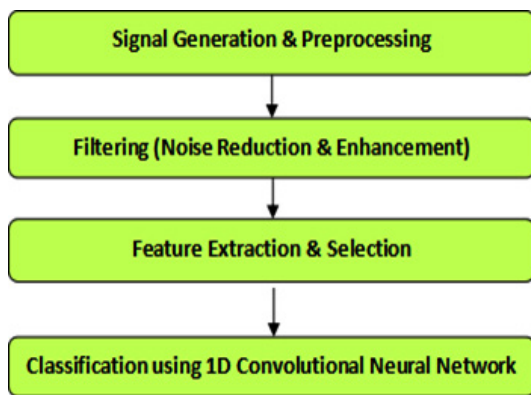 Signal Generation & Preprocessing
Filtering (Noise Reduction & Enhancement)
Feature Extraction & Selection
Classification using 1D Convolutional Neural Network